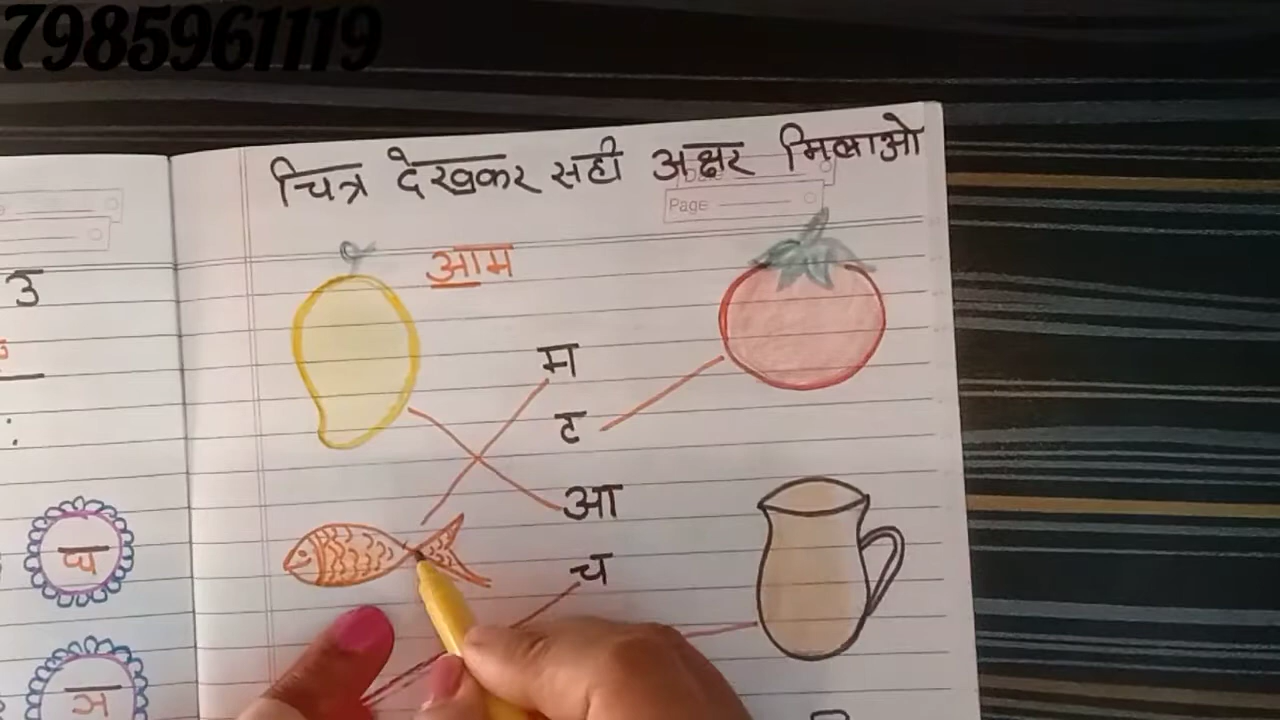 7985961119
चित्र देखकर सही अक्षर मिलाओ
Page
आम
उ
म
ट
आ
च
घ